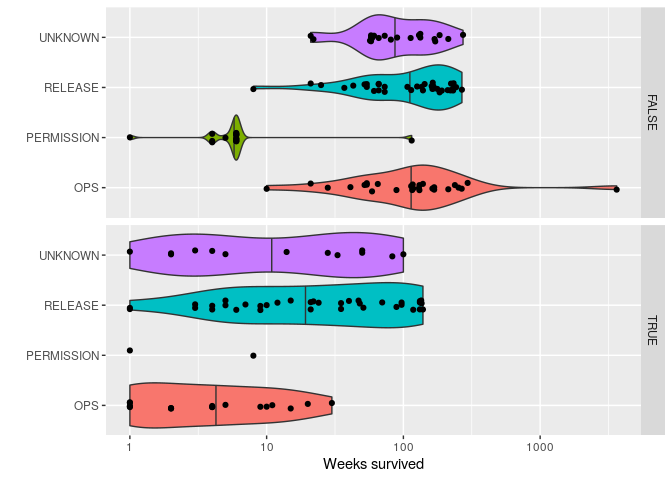 UNKNOWN
RELEASE
PERMISSION
OPS
FALSE
UNKNOWN
RELEASE
PERMISSION
OPS
TRUE
1 10 100 1000
Weeks survived